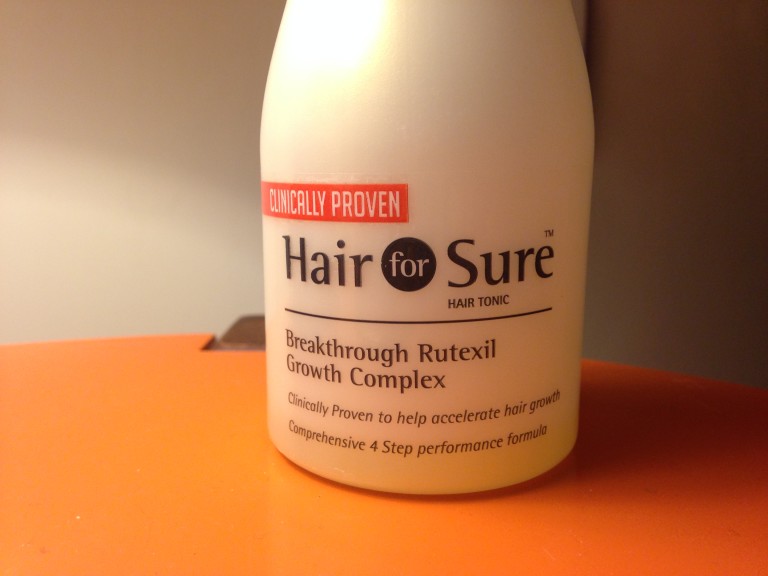 CLINICALLY PROVEN
Hair for Sure™
HAIR TONIC
Breakthrough Rutexil
Growth Complex
Clinically Proven to help accelerate hair growth
Comprehensive 4 Step performance formula